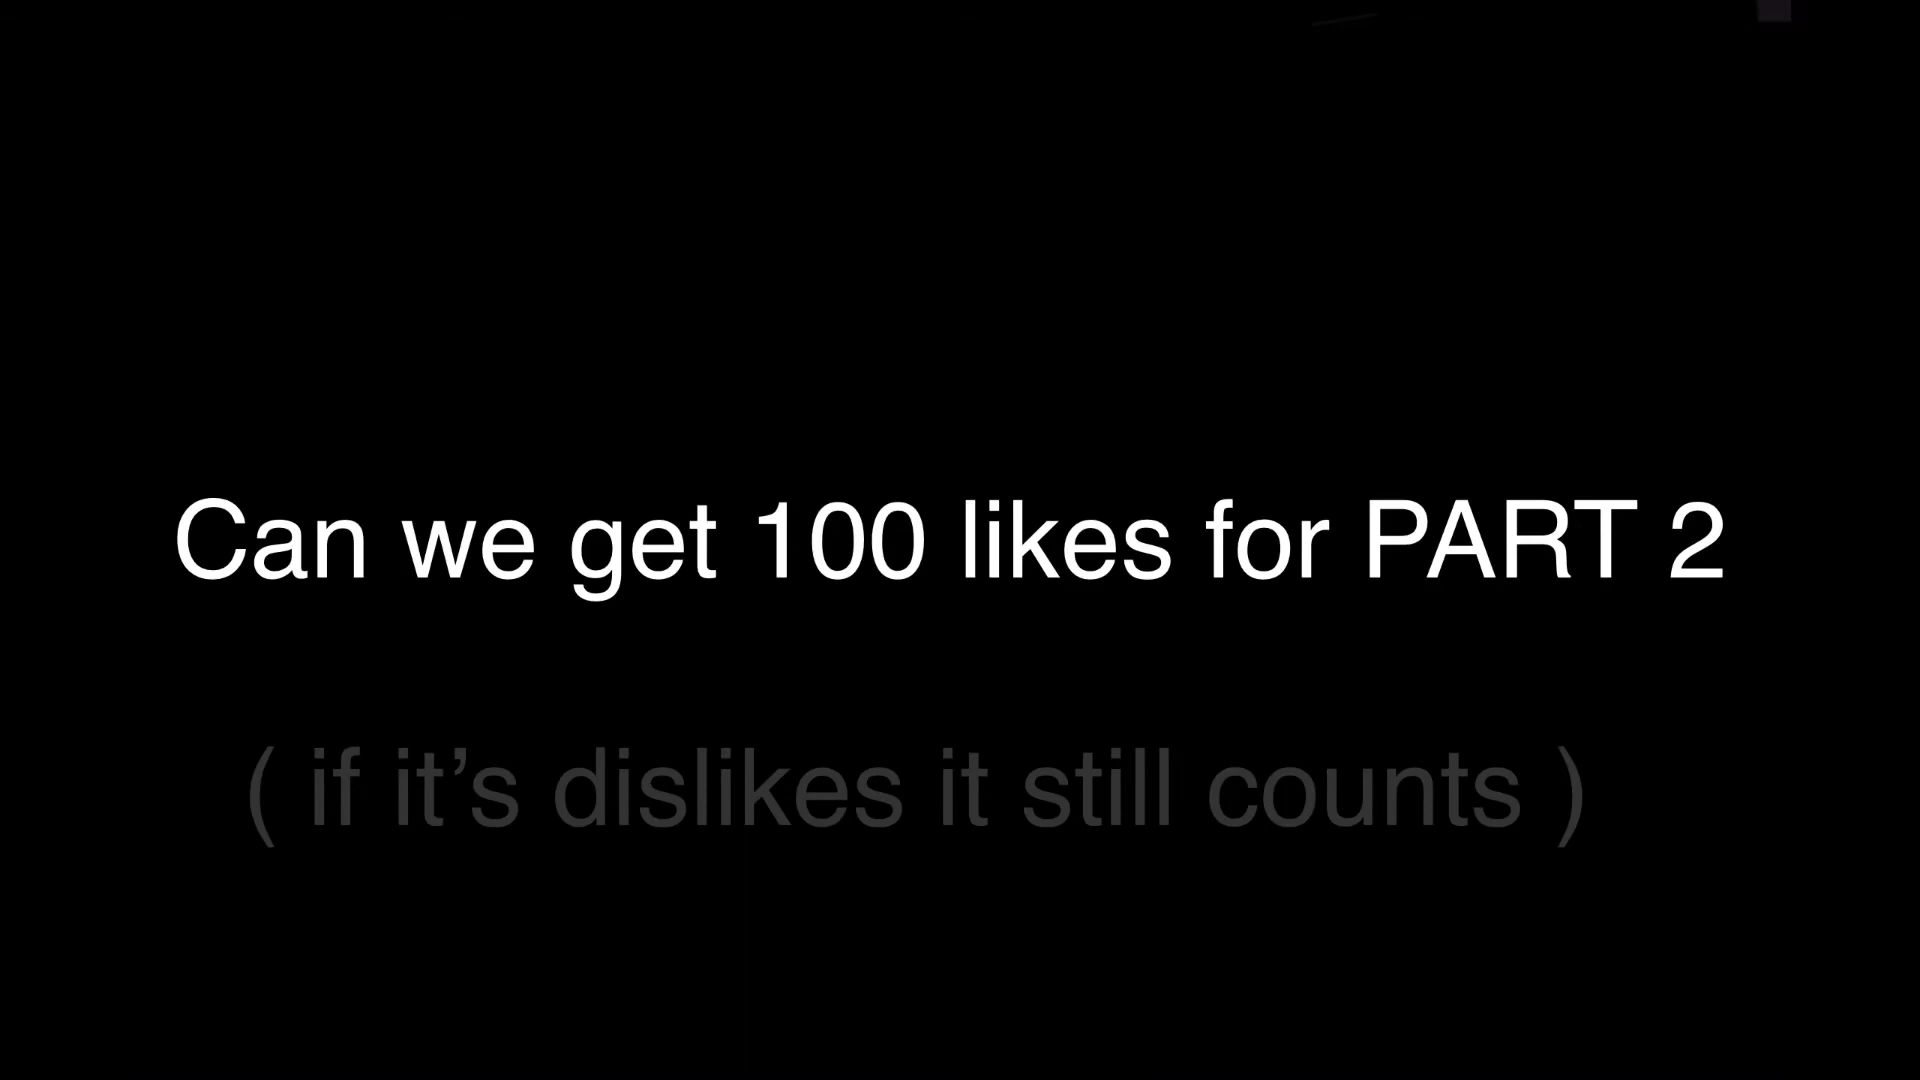 Can we get 100 likes for PART 2
( if it’s dislikes it still counts )